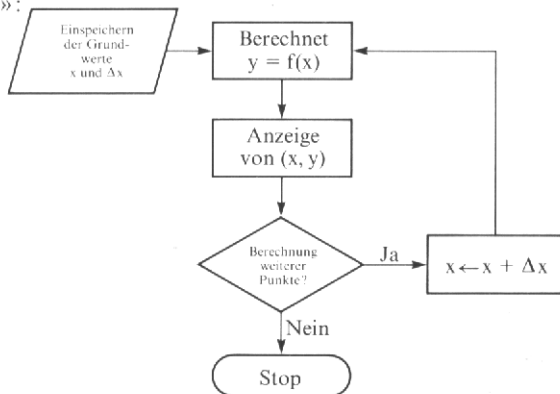 »:
Einspeichern
der Grund-
werte
x und Δx
Berechnet
y = f(x)
Anzeige
von (x, y)
Berechnung
weiterer
Punkte?
Ja
x ← x + Δx
Nein
Stop